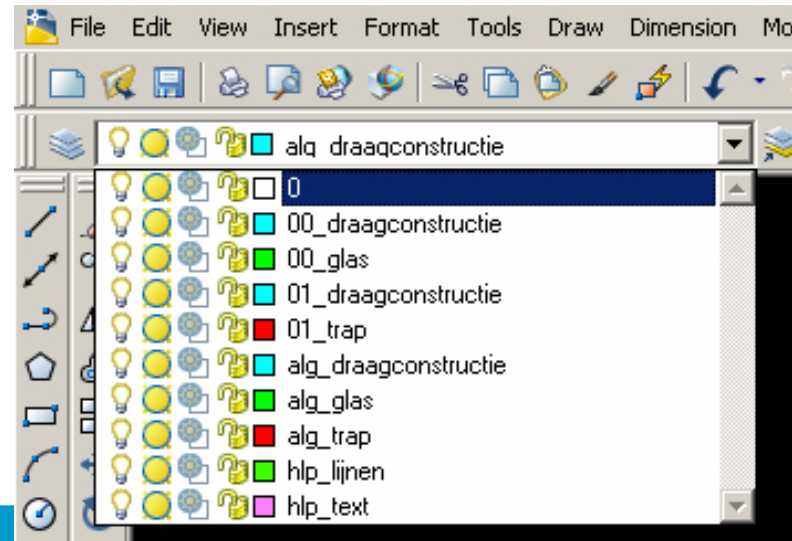 File Edit View Insert Format Tools Draw Dimension Mo
alg_draagconstructie
0
00_draagconstructie
00_glas
01_draagconstructie
01_trap
alg_draagconstructie
alg_glas
alg_trap
hlp_lijnen
hlp_text